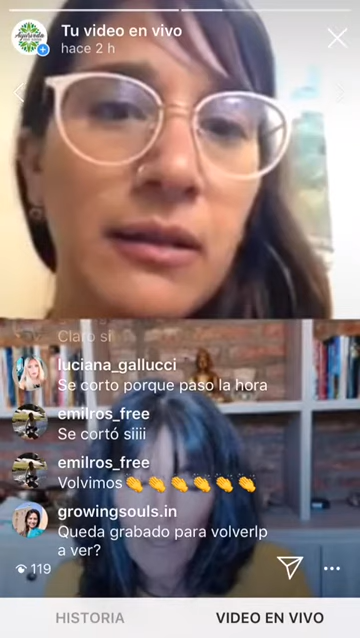 Ayurveda
Tu video en vivo
hace 2 h
Claro si
luciana_gallucci
Se corto porque paso la hora
emilros_free
Se cortó siiii
emilros_free
Volvimos 👏👏👏👏👏👏
growingsouls.in
Queda grabado para volverlp
a ver?
119
HISTORIA
VIDEO EN VIVO